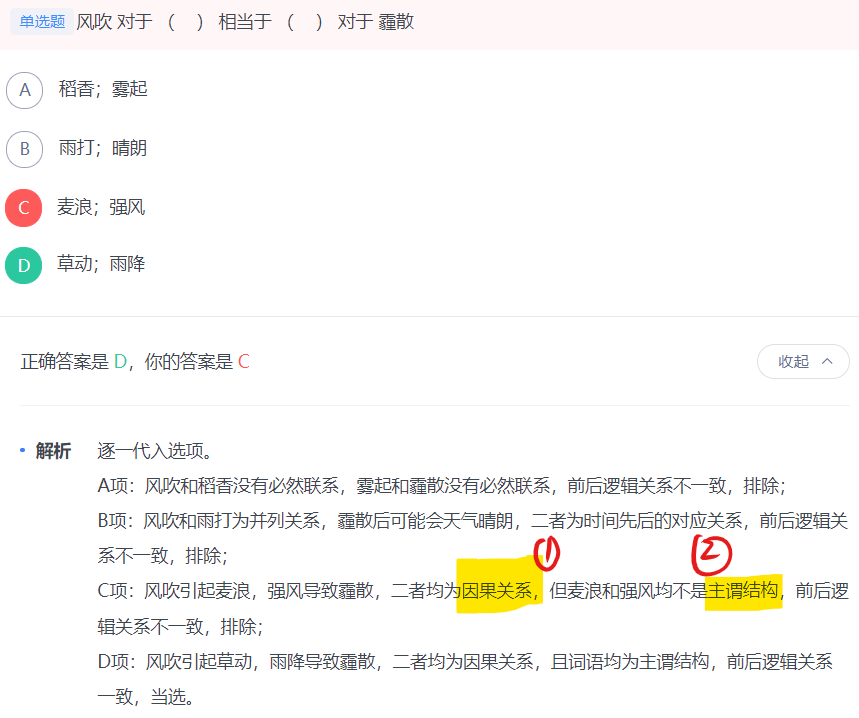 单选题 风吹 对于 （ ） 相当于 （ ） 对于 霾散
A 稻香；雾起
B 雨打；晴朗
C 麦浪；强风
D 草动；雨降
正确答案是 D，你的答案是 C
收起
解析 逐一代入选项。
A项：风吹和稻香没有必然联系，雾起和霾散没有必然联系，前后逻辑关系不一致，排除；
B项：风吹和雨打为并列关系，霾散后可能会天气晴朗，二者为时间先后的对应关系，前后逻辑关
系不一致，排除；
① ②
C项：风吹引起麦浪，强风导致霾散，二者均为因果关系，但麦浪和强风均不是主谓结构，前后逻
辑关系不一致，排除；
D项：风吹引起草动，雨降导致霾散，二者均为因果关系，且词语均为主谓结构，前后逻辑关系
一致，当选。